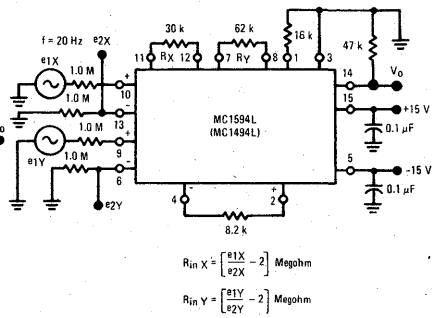 30 k
62 k
16 k
47 k
f = 20 Hz
e2X
e1X
1.0 M
11
RX
12
7
RY
8
1
3
14
Vo
+
10
1.0 M
-
13
15
+15 V
MC1594L
(MC1494L)
0.1 μF
o
1.0 M
+
9
e1Y
1.0 M
-
6
5
-15 V
0.1 μF
e2Y
4
-
+
2
8.2 k
Rin X = [e1X/e2X - 2] Megohm
Rin Y = [e1Y/e2Y - 2] Megohm